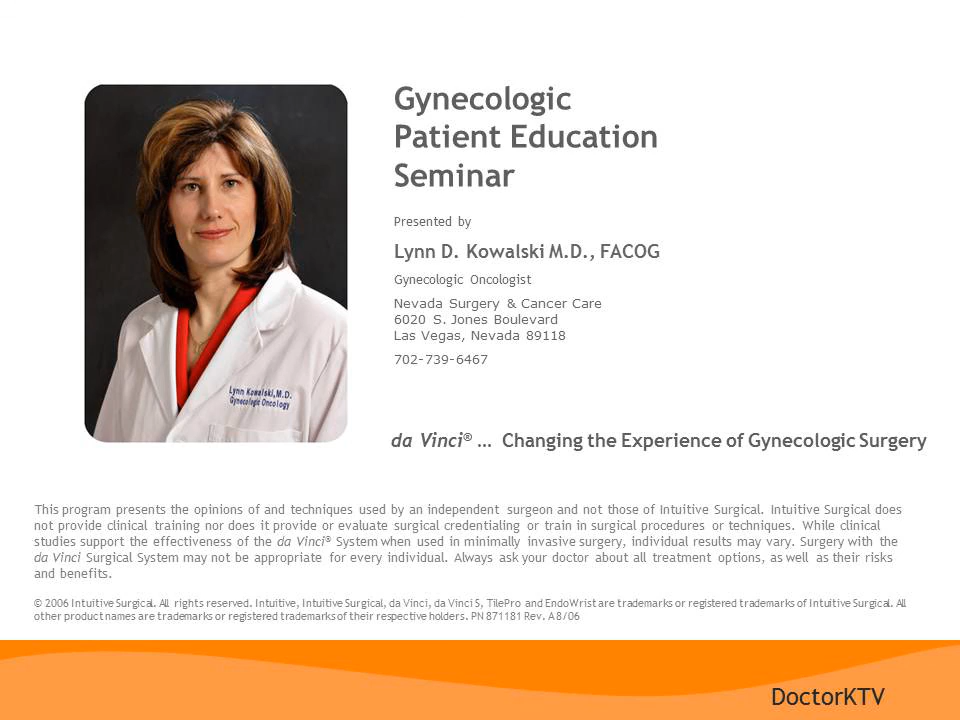 Gynecologic
Patient Education
Seminar
Presented by
Lynn D. Kowalski M.D., FACOG
Gynecologic Oncologist
Nevada Surgery & Cancer Care
6020 S. Jones Boulevard
Las Vegas, Nevada 89118
702-739-6467
Lynn Kowalski, M.D.
Gynecologic Oncology
da Vinci® … Changing the Experience of Gynecologic Surgery
This program presents the opinions of and techniques used by an independent surgeon and not those of Intuitive Surgical. Intuitive Surgical does
not provide clinical training nor does it provide or evaluate surgical credentialing or train in surgical procedures or techniques. While clinical
studies support the effectiveness of the da Vinci® System when used in minimally invasive surgery, individual results may vary. Surgery with the
da Vinci Surgical System may not be appropriate for every individual. Always ask your doctor about all treatment options, as well as their risks
and benefits.
© 2006 Intuitive Surgical. All rights reserved. Intuitive, Intuitive Surgical, da Vinci, da Vinci S, TilePro and EndoWrist are trademarks or registered trademarks of Intuitive Surgical. All
other product names are trademarks or registered trademarks of their respective holders. PN 871181 Rev. A 8/06
DoctorKTV